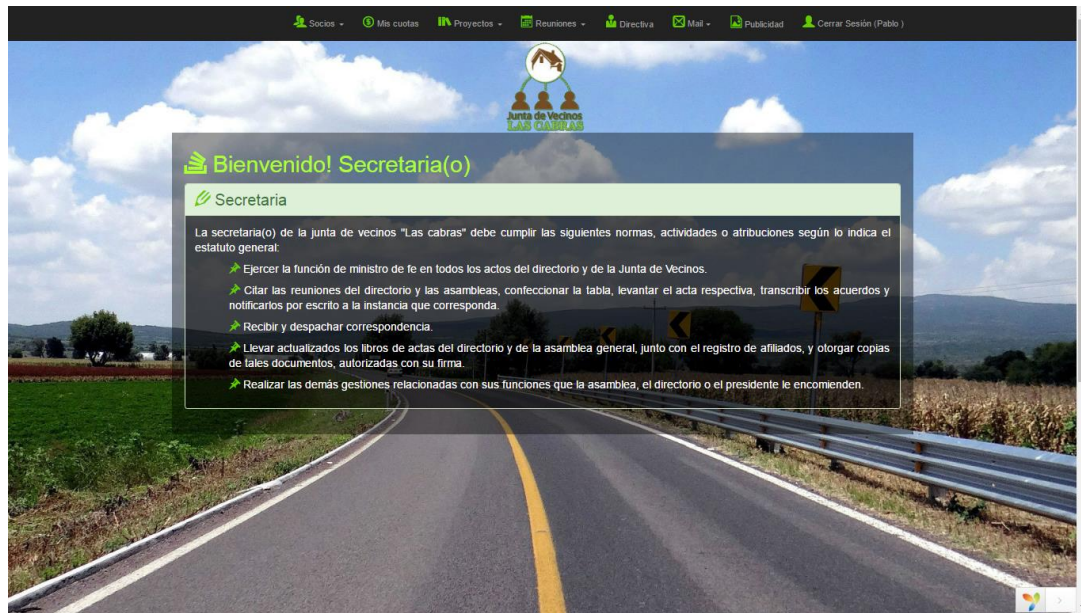 Socios Mis cuotas Proyectos Reuniones Directiva Mail Publicidad Cerrar Sesión (Pablo )
Junta de Vecinos
LAS CABRAS
Bienvenido! Secretaria(o)
Secretaria
La secretaria(o) de la junta de vecinos "Las cabras" debe cumplir las siguientes normas, actividades o atribuciones según lo indica el
estatuto general:
Ejercer la función de ministro de fe en todos los actos del directorio y de la Junta de Vecinos.
Citar las reuniones del directorio y las asambleas, confeccionar la tabla, levantar el acta respectiva, transcribir los acuerdos y
notificarlos por escrito a la instancia que corresponda.
Recibir y despachar correspondencia.
Llevar actualizados los libros de actas del directorio y de la asamblea general, junto con el registro de afiliados, y otorgar copias
de tales documentos, autorizadas con su firma.
Realizar las demás gestiones relacionadas con sus funciones que la asamblea, el directorio o el presidente le encomienden.